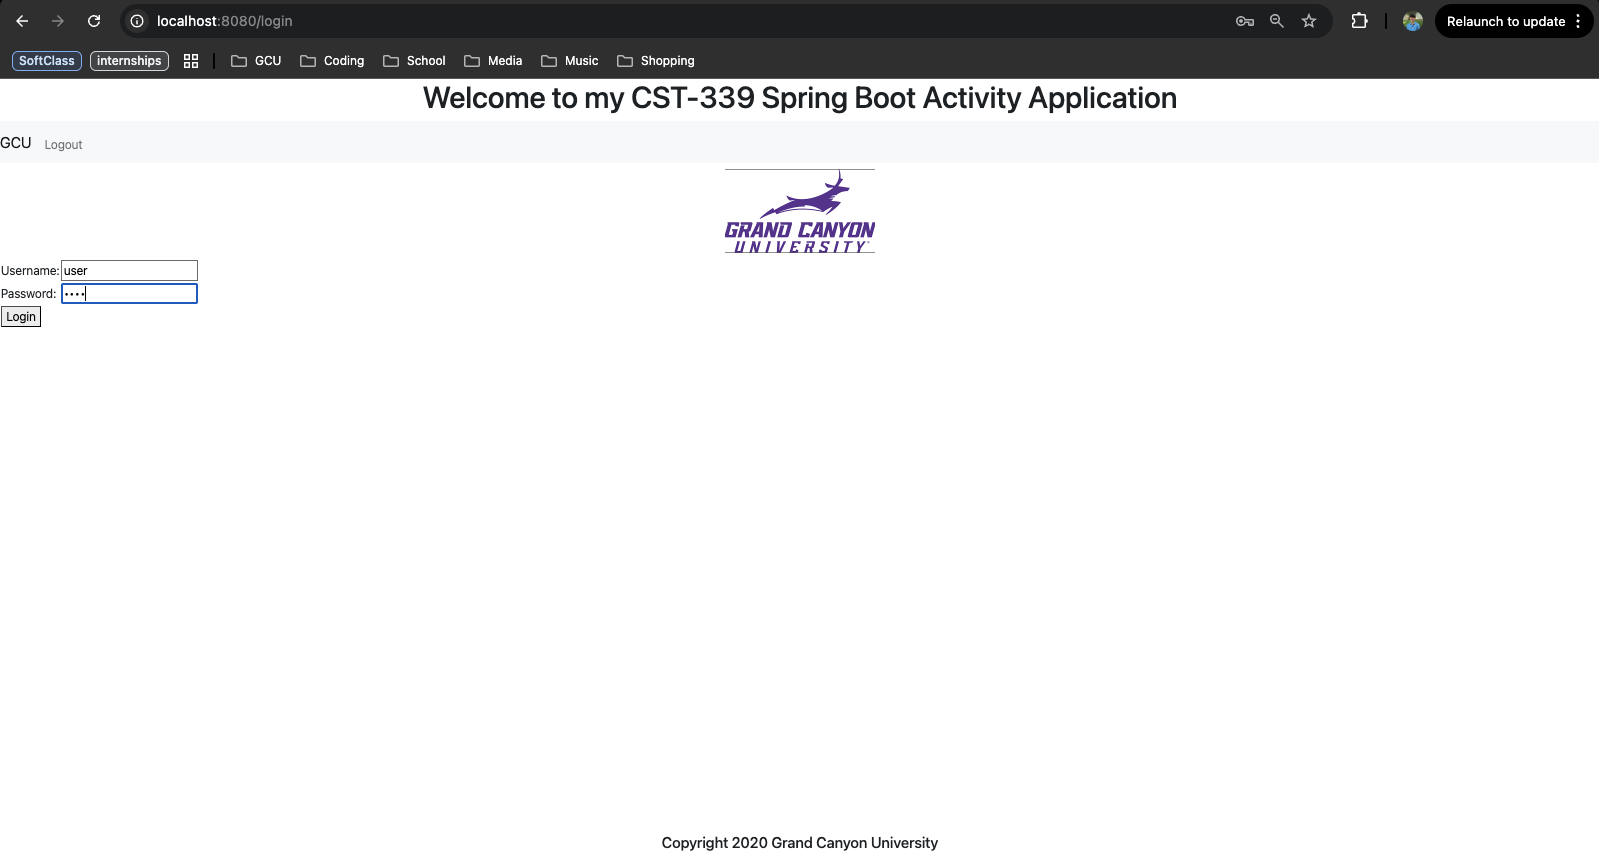 localhost:8080/login
Relaunch to update
SoftClass internships GCU Coding School Media Music Shopping
Welcome to my CST-339 Spring Boot Activity Application
GCU Logout
GRAND CANYON
UNIVERSITY
Username: user
Password: ••••
Login
Copyright 2020 Grand Canyon University